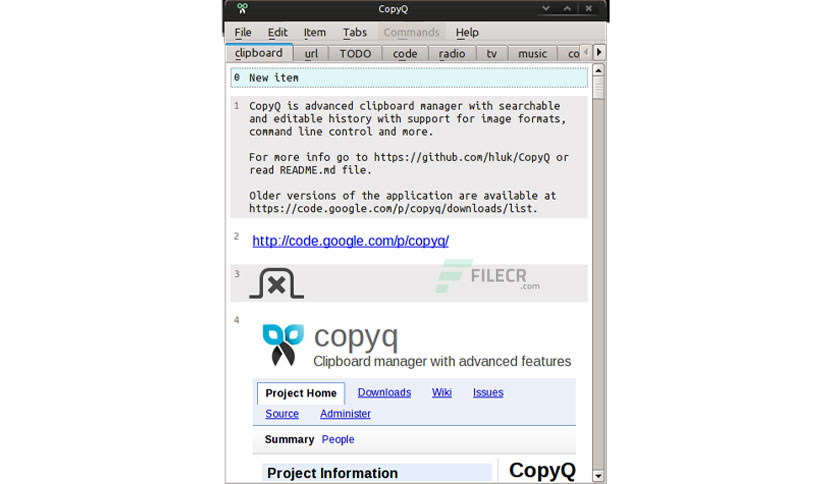 CopyQ
File Edit Item Tabs Commands Help
clipboard url TODO code radio tv music co
0 New item
1 CopyQ is advanced clipboard manager with searchable
and editable history with support for image formats,
command line control and more.
For more info go to https://github.com/hluk/CopyQ or
read README.md file.
Older versions of the application are available at
https://code.google.com/p/copyq/downloads/list.
2 http://code.google.com/p/copyq/
3
FILECR
.com
4
copyq
Clipboard manager with advanced features
Project Home Downloads Wiki Issues
Source Administer
Summary People
Project Information CopyQ